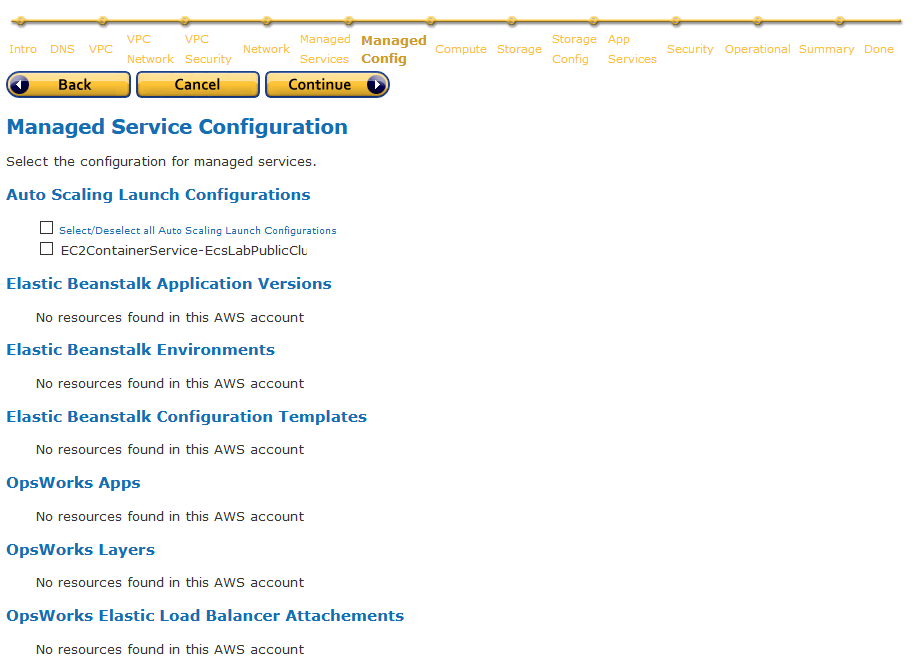 Intro DNS VPC VPC Network VPC Security Network Managed Services Managed Config Compute Storage Storage Config App Services Security Operational Summary Done
Back Cancel Continue
Managed Service Configuration
Select the configuration for managed services.
Auto Scaling Launch Configurations
Select/Deselect all Auto Scaling Launch Configurations
EC2ContainerService-EcsLabPublicClu
Elastic Beanstalk Application Versions
No resources found in this AWS account
Elastic Beanstalk Environments
No resources found in this AWS account
Elastic Beanstalk Configuration Templates
No resources found in this AWS account
OpsWorks Apps
No resources found in this AWS account
OpsWorks Layers
No resources found in this AWS account
OpsWorks Elastic Load Balancer Attachements
No resources found in this AWS account